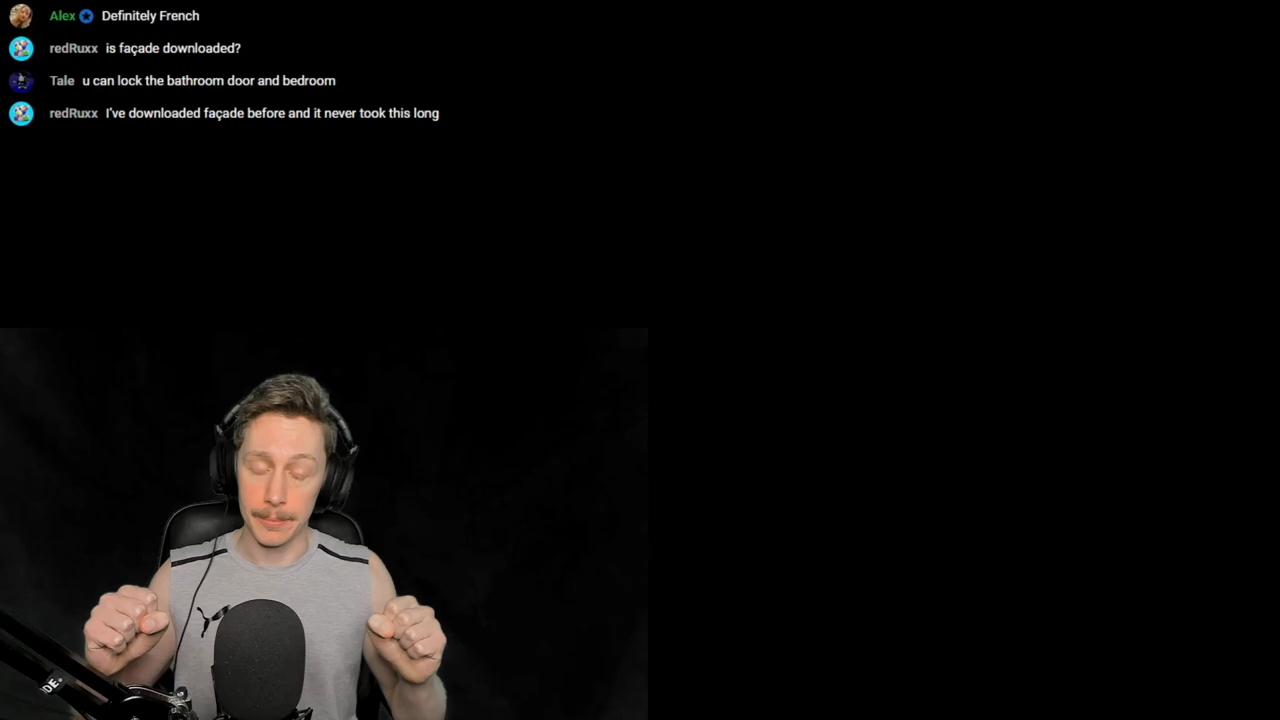 Alex Definitely French
redRuxx is façade downloaded?
Tale u can lock the bathroom door and bedroom
redRuxx I've downloaded façade before and it never took this long
DE.